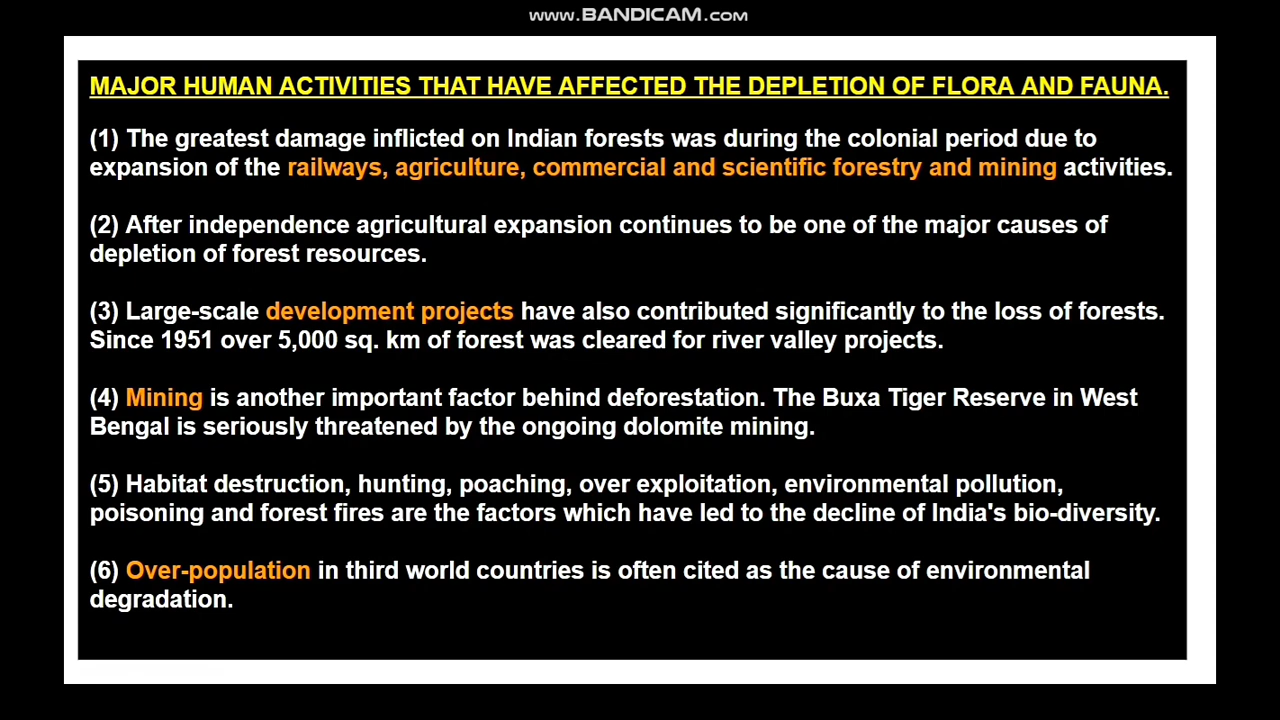 www.BANDICAM.com
MAJOR HUMAN ACTIVITIES THAT HAVE AFFECTED THE DEPLETION OF FLORA AND FAUNA.
(1) The greatest damage inflicted on Indian forests was during the colonial period due to
expansion of the railways, agriculture, commercial and scientific forestry and mining activities.
(2) After independence agricultural expansion continues to be one of the major causes of
depletion of forest resources.
(3) Large-scale development projects have also contributed significantly to the loss of forests.
Since 1951 over 5,000 sq. km of forest was cleared for river valley projects.
(4) Mining is another important factor behind deforestation. The Buxa Tiger Reserve in West
Bengal is seriously threatened by the ongoing dolomite mining.
(5) Habitat destruction, hunting, poaching, over exploitation, environmental pollution,
poisoning and forest fires are the factors which have led to the decline of India's bio-diversity.
(6) Over-population in third world countries is often cited as the cause of environmental
degradation.